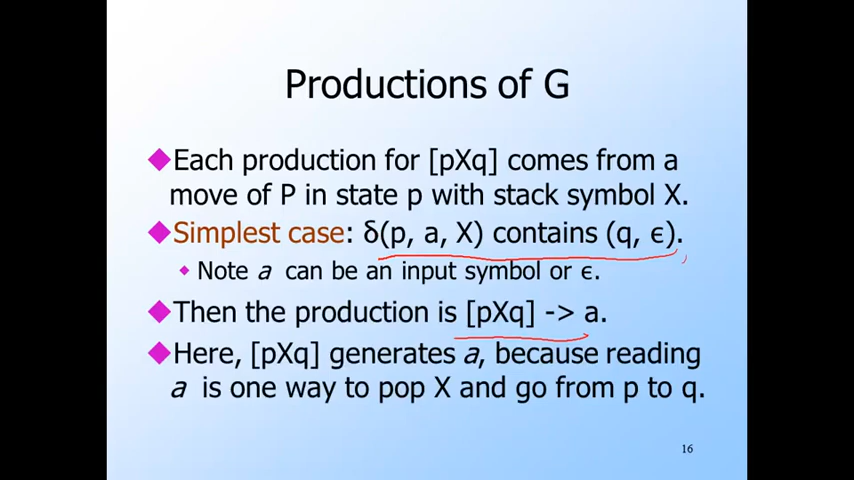 Productions of G
◆Each production for [pXq] comes from a
move of P in state p with stack symbol X.
◆Simplest case: δ(p, a, X) contains (q, ϵ).
◆ Note a can be an input symbol or ϵ.
◆Then the production is [pXq] -> a.
◆Here, [pXq] generates a, because reading
a is one way to pop X and go from p to q.
16